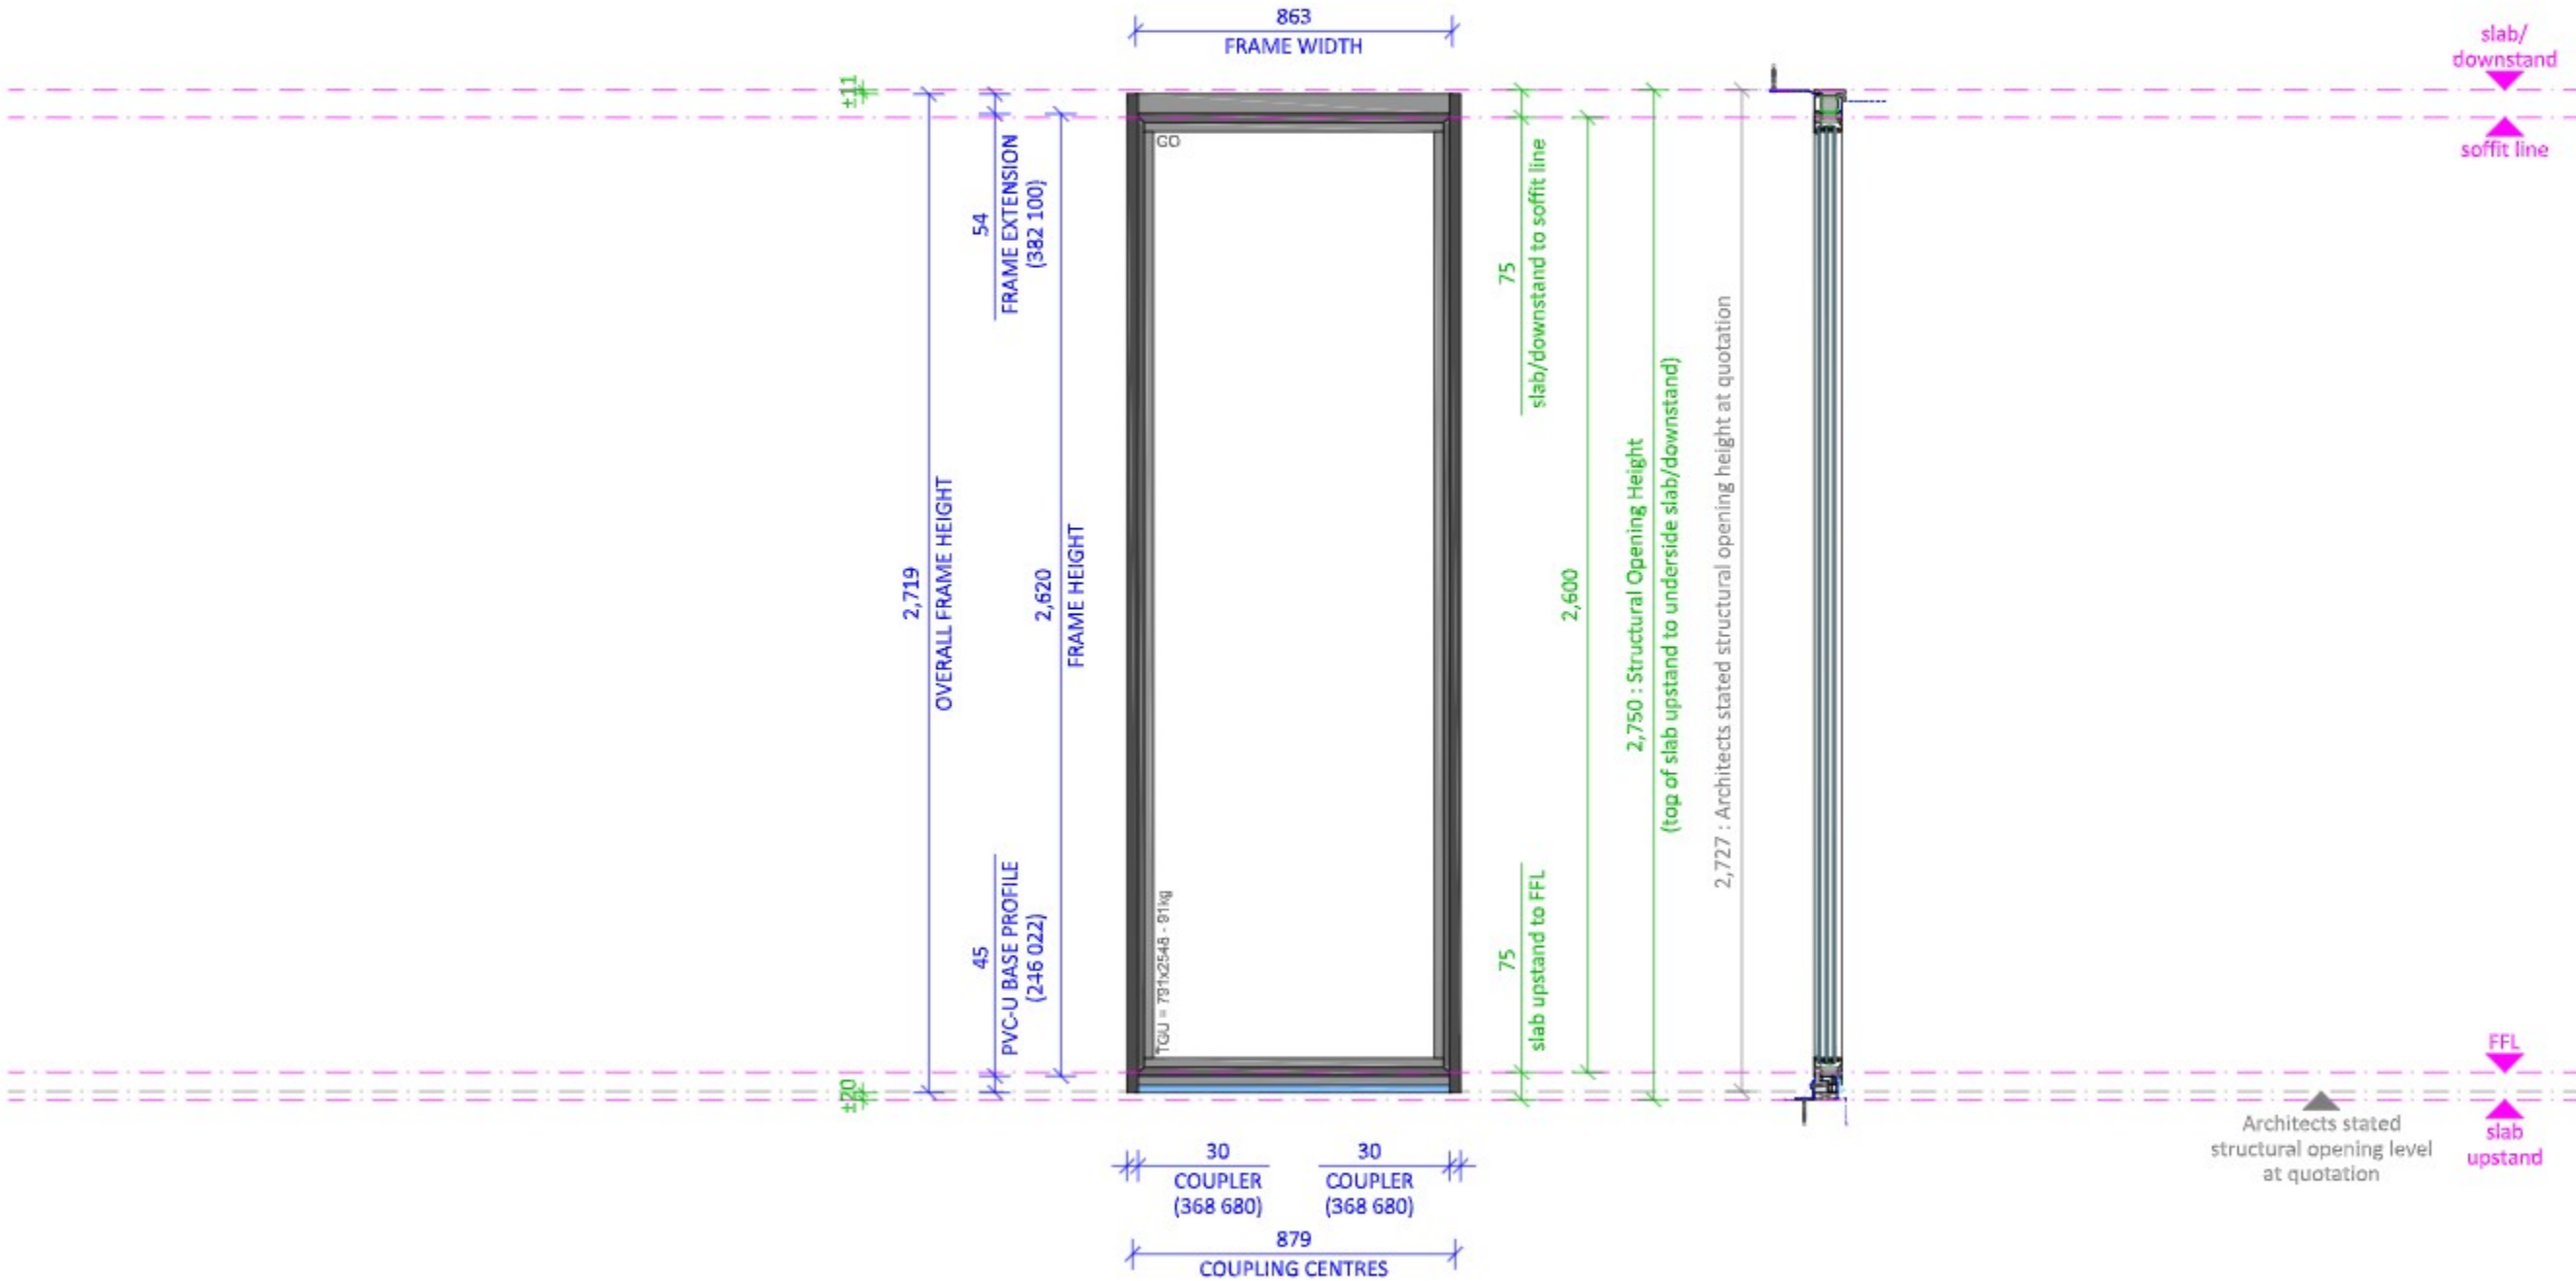 863
FRAME WIDTH
slab/
downstand
soffit line
±11
GO
54
FRAME EXTENSION
(382 100)
75
slab/downstand to soffit line
2,719
OVERALL FRAME HEIGHT
2,620
FRAME HEIGHT
2,600
2,750 : Structural Opening Height
(top of slab upstand to underside slab/downstand)
2,727 : Architects stated structural opening height at quotation
45
PVC-U BASE PROFILE
(246 022)
TGU = 791x2548 - 91kg
75
slab upstand to FFL
±20
FFL
slab
upstand
Architects stated
structural opening level
at quotation
30
COUPLER
(368 680)
30
COUPLER
(368 680)
879
COUPLING CENTRES